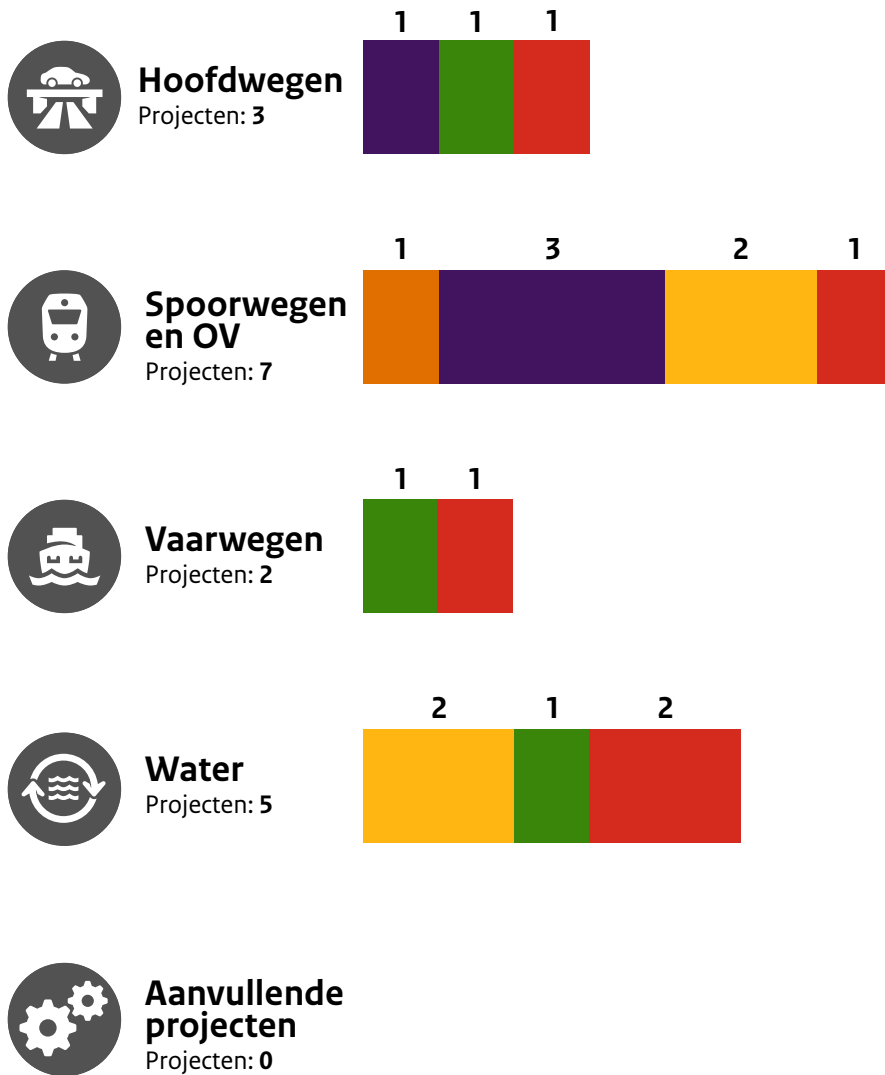 1 1 1
Hoofdwegen
Projecten: 3
1 3 2 1
Spoorwegen
en OV
Projecten: 7
1 1
Vaarwegen
Projecten: 2
2 1 2
Water
Projecten: 5
Aanvullende
projecten
Projecten: 0